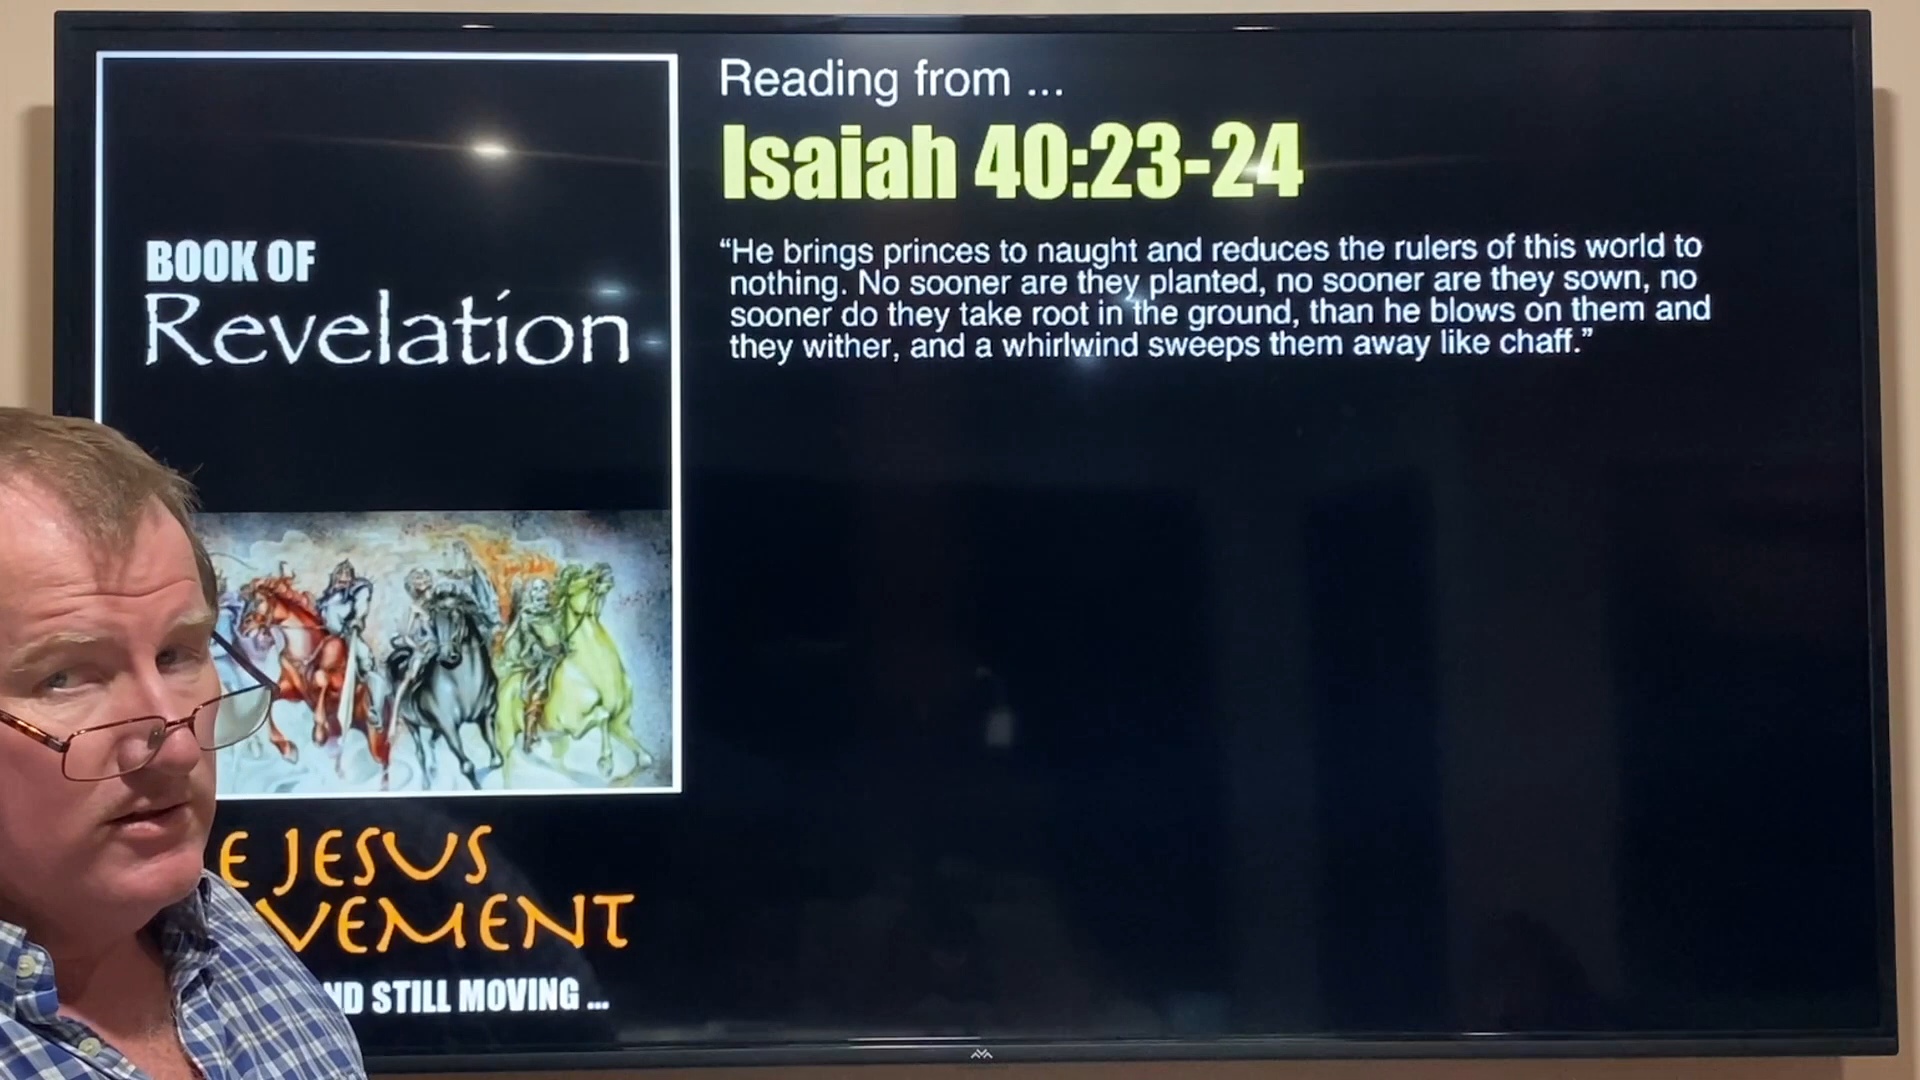 Reading from ...
Isaiah 40:23-24
“He brings princes to naught and reduces the rulers of this world to
nothing. No sooner are they planted, no sooner are they sown, no
sooner do they take root in the ground, than he blows on them and
they wither, and a whirlwind sweeps them away like chaff.”
BOOK OF
Revelation
E JESUS
VEMENT
ND STILL MOVING ...